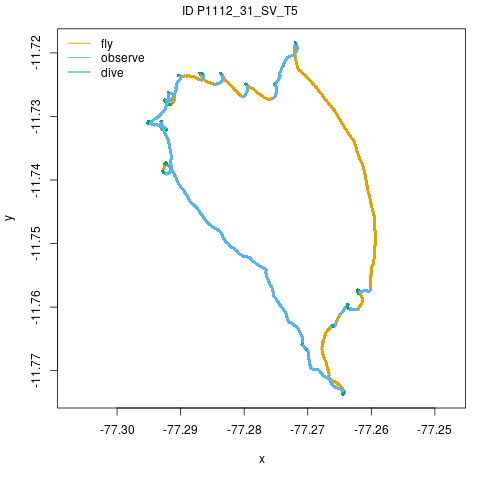 ID P1112_31_SV_T5
fly
observe
dive
-11.72
-11.73
-11.74
-11.75
-11.76
-11.77
y
-77.30
-77.29
-77.28
-77.27
-77.26
-77.25
x